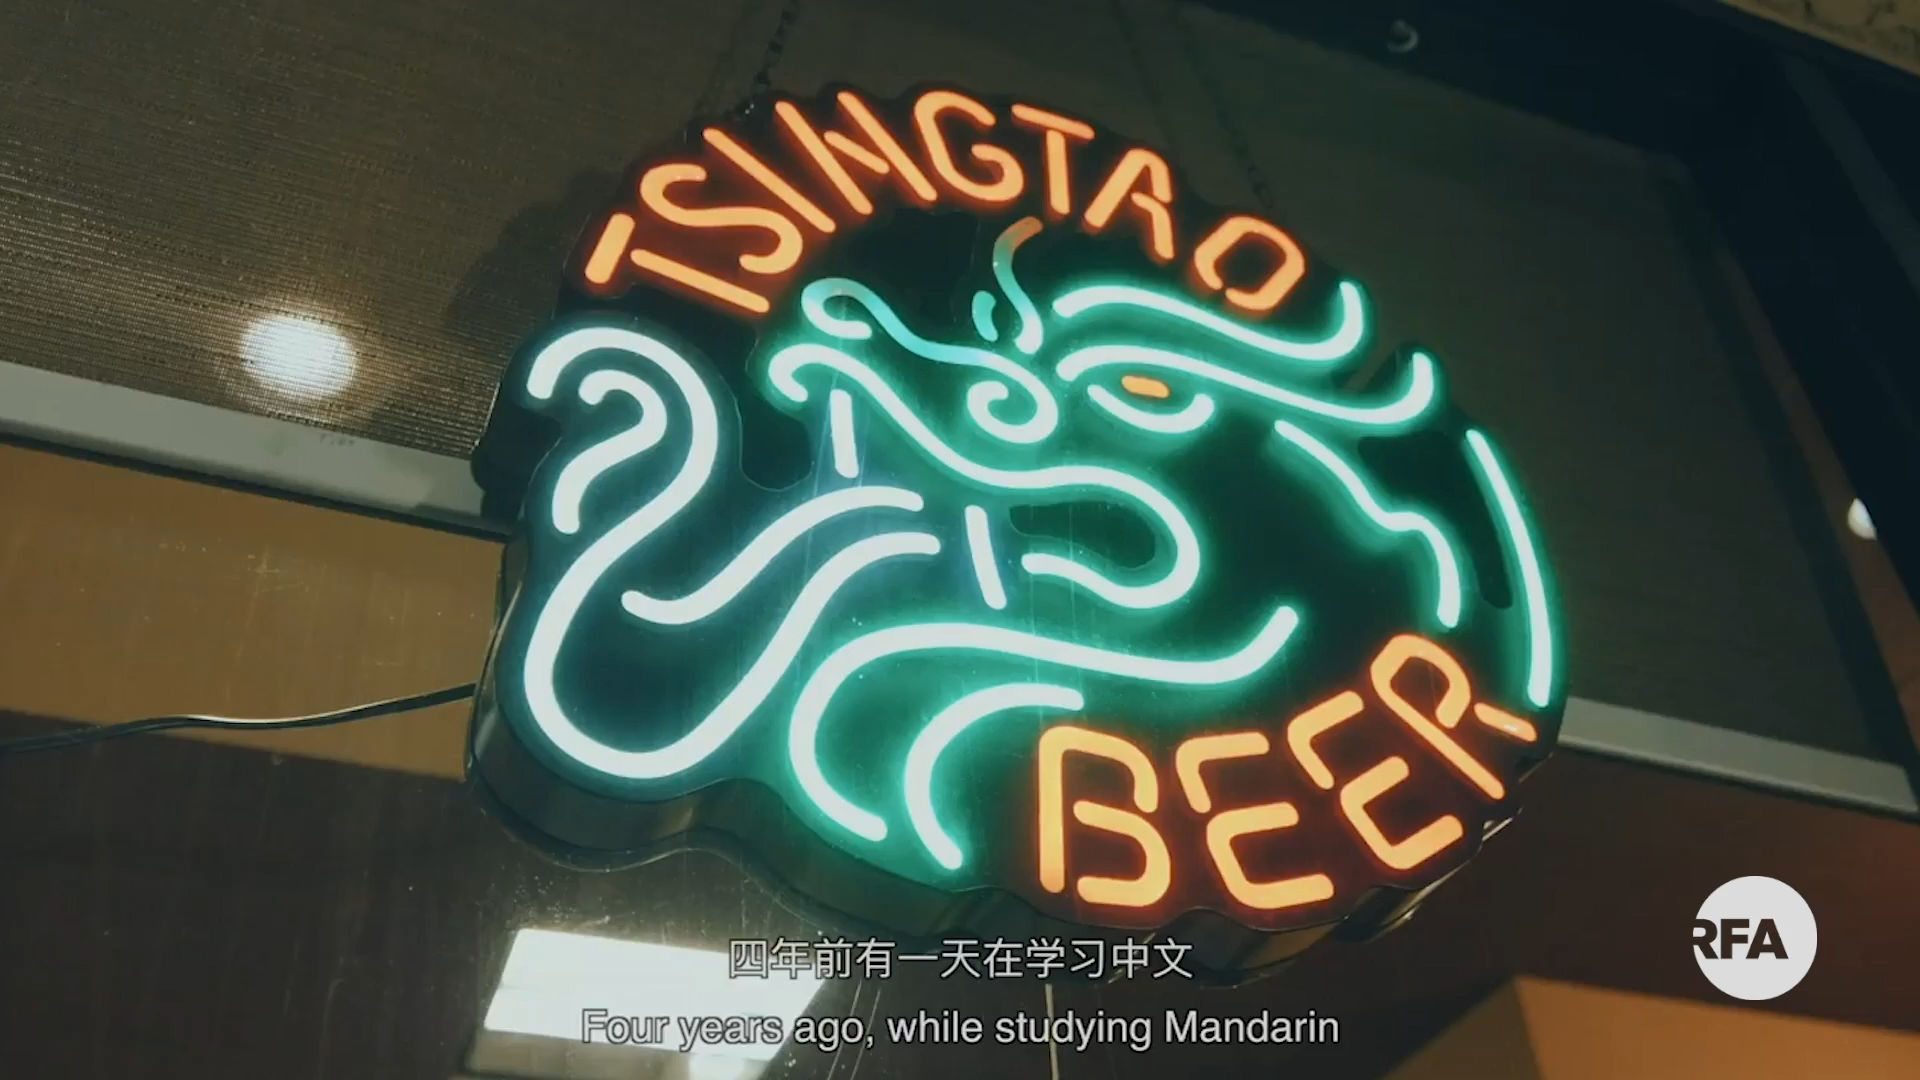 TSINGTAO
BEER
RFA
四年前有一天在学习中文
Four years ago, while studying Mandarin